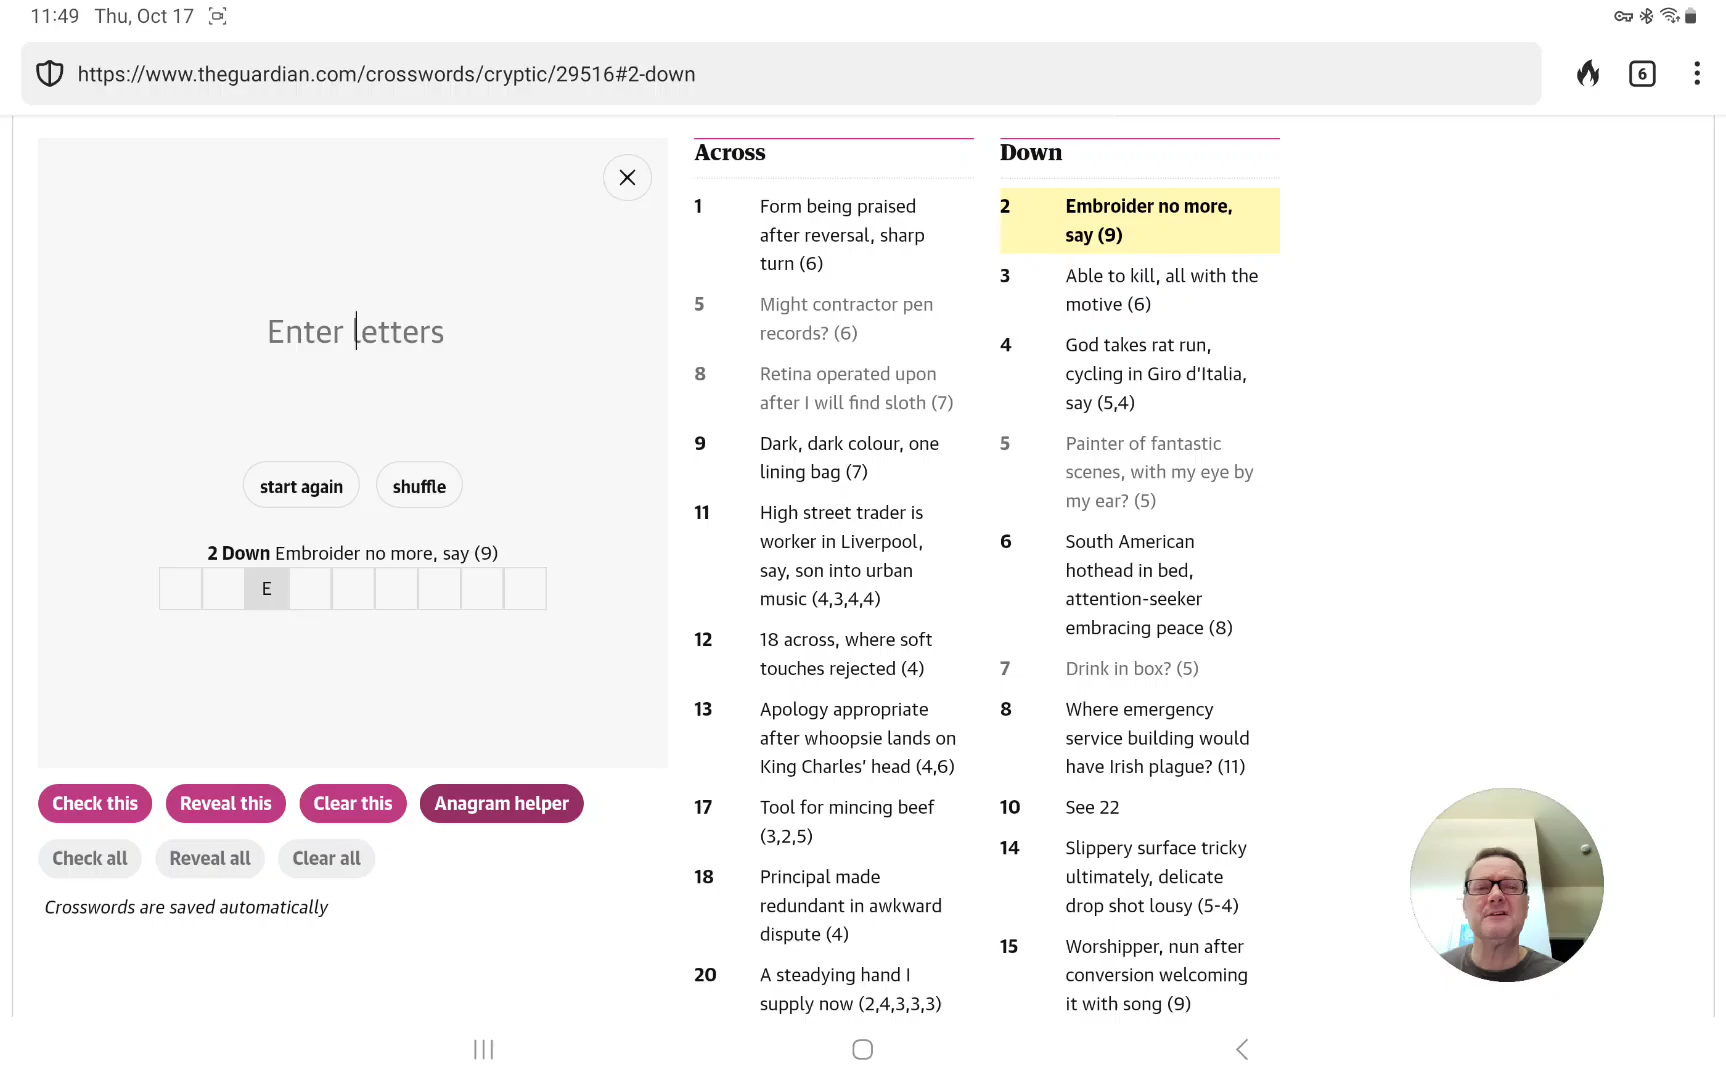 11:49 Thu, Oct 17
https://www.theguardian.com/crosswords/cryptic/29516#2-down
6
Enter letters
start again
shuffle
2 Down Embroider no more, say (9)
E
Check this
Reveal this
Clear this
Anagram helper
Check all
Reveal all
Clear all
Crosswords are saved automatically
Across
1 Form being praised
after reversal, sharp
turn (6)
5 Might contractor pen
records? (6)
8 Retina operated upon
after I will find sloth (7)
9 Dark, dark colour, one
lining bag (7)
11 High street trader is
worker in Liverpool,
say, son into urban
music (4,3,4,4)
12 18 across, where soft
touches rejected (4)
13 Apology appropriate
after whoopsie lands on
King Charles’ head (4,6)
17 Tool for mincing beef
(3,2,5)
18 Principal made
redundant in awkward
dispute (4)
20 A steadying hand I
supply now (2,4,3,3,3)
Down
2 Embroider no more,
say (9)
3 Able to kill, all with the
motive (6)
4 God takes rat run,
cycling in Giro d’Italia,
say (5,4)
5 Painter of fantastic
scenes, with my eye by
my ear? (5)
6 South American
hothead in bed,
attention-seeker
embracing peace (8)
7 Drink in box? (5)
8 Where emergency
service building would
have Irish plague? (11)
10 See 22
14 Slippery surface tricky
ultimately, delicate
drop shot lousy (5-4)
15 Worshipper, nun after
conversion welcoming
it with song (9)